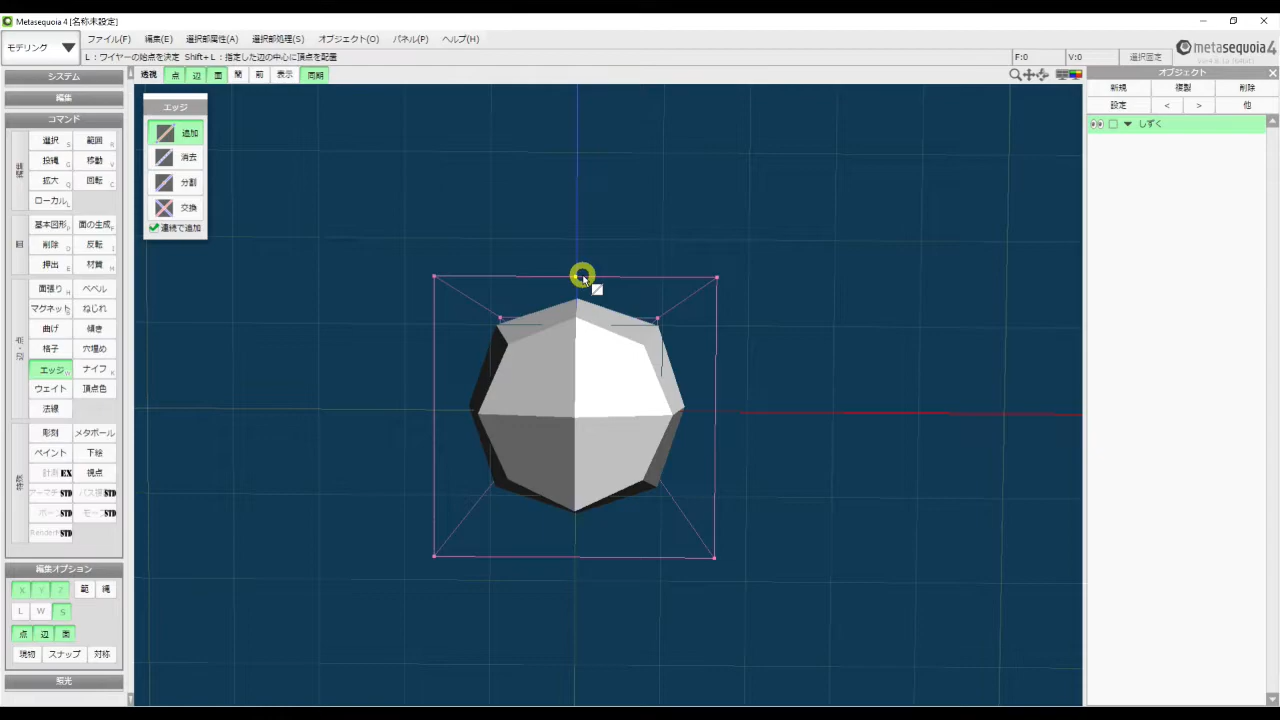 Metasequoia 4 [名称未設定]
モデリング
ファイル(F) 編集(E) 選択部属性(A) 選択部処理(S) オブジェクト(O) パネル(P) ヘルプ(H)
L：ワイヤーの始点を決定 Shift+L：指定した辺の中心に頂点を配置
F:0 V:0 選択固定
metasequoia 4
システム
透視 点 辺 面 簡 前 表示 同期
オブジェクト
編集
新規 複製 削除
設定 < > 他
コマンド
しずく
エッジ
追加
消去
分割
交換
連続で追加
選択 S 範囲 R
投縄 G 移動 V
拡大 Q 回転 C
ローカル L
基本図形 P 面の生成 F
削除 D 反転 I
押出 E 材質 M
面張り H ベベル
マグネット ねじれ
曲げ 傾き
格子 穴埋め
エッジ W ナイフ K
ウェイト 頂点色
法線
彫刻 メタボール
ペイント 下絵
計測 EX 視点
STD STD
STD STD
STD
編集オプション
X Y Z 範 縄
L W S
点 辺 面
現物 スナップ 対称
照光